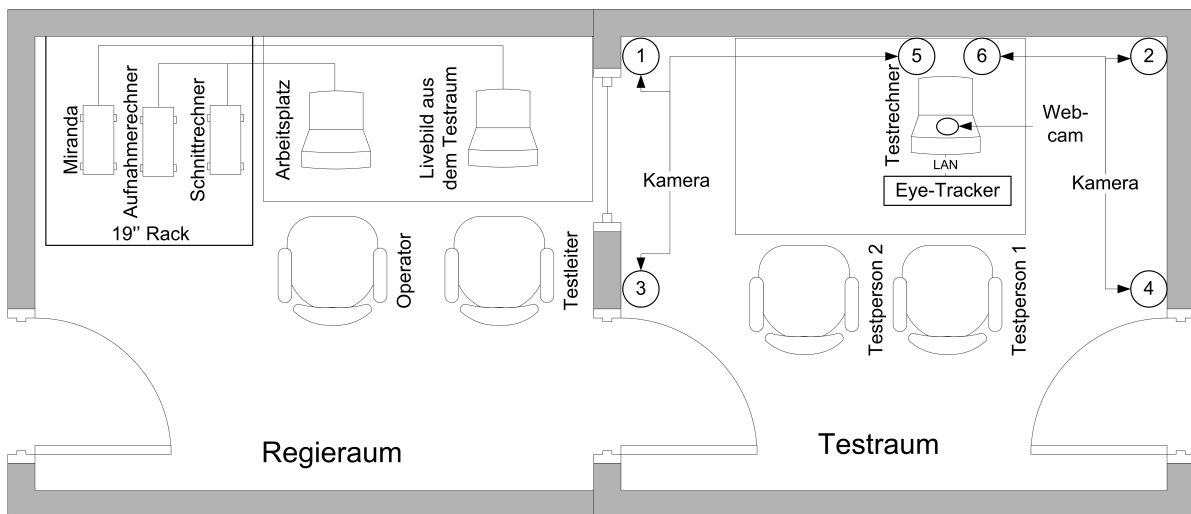 Miranda
Aufnahmerechner
Schnittrechner
19" Rack
Arbeitsplatz
Livebild aus
dem Testraum
Operator
Testleiter
Regieraum
1
5
6
2
Kamera
Testrechner
Web-
cam
LAN
Eye-Tracker
Kamera
3
4
Testperson 2
Testperson 1
Testraum